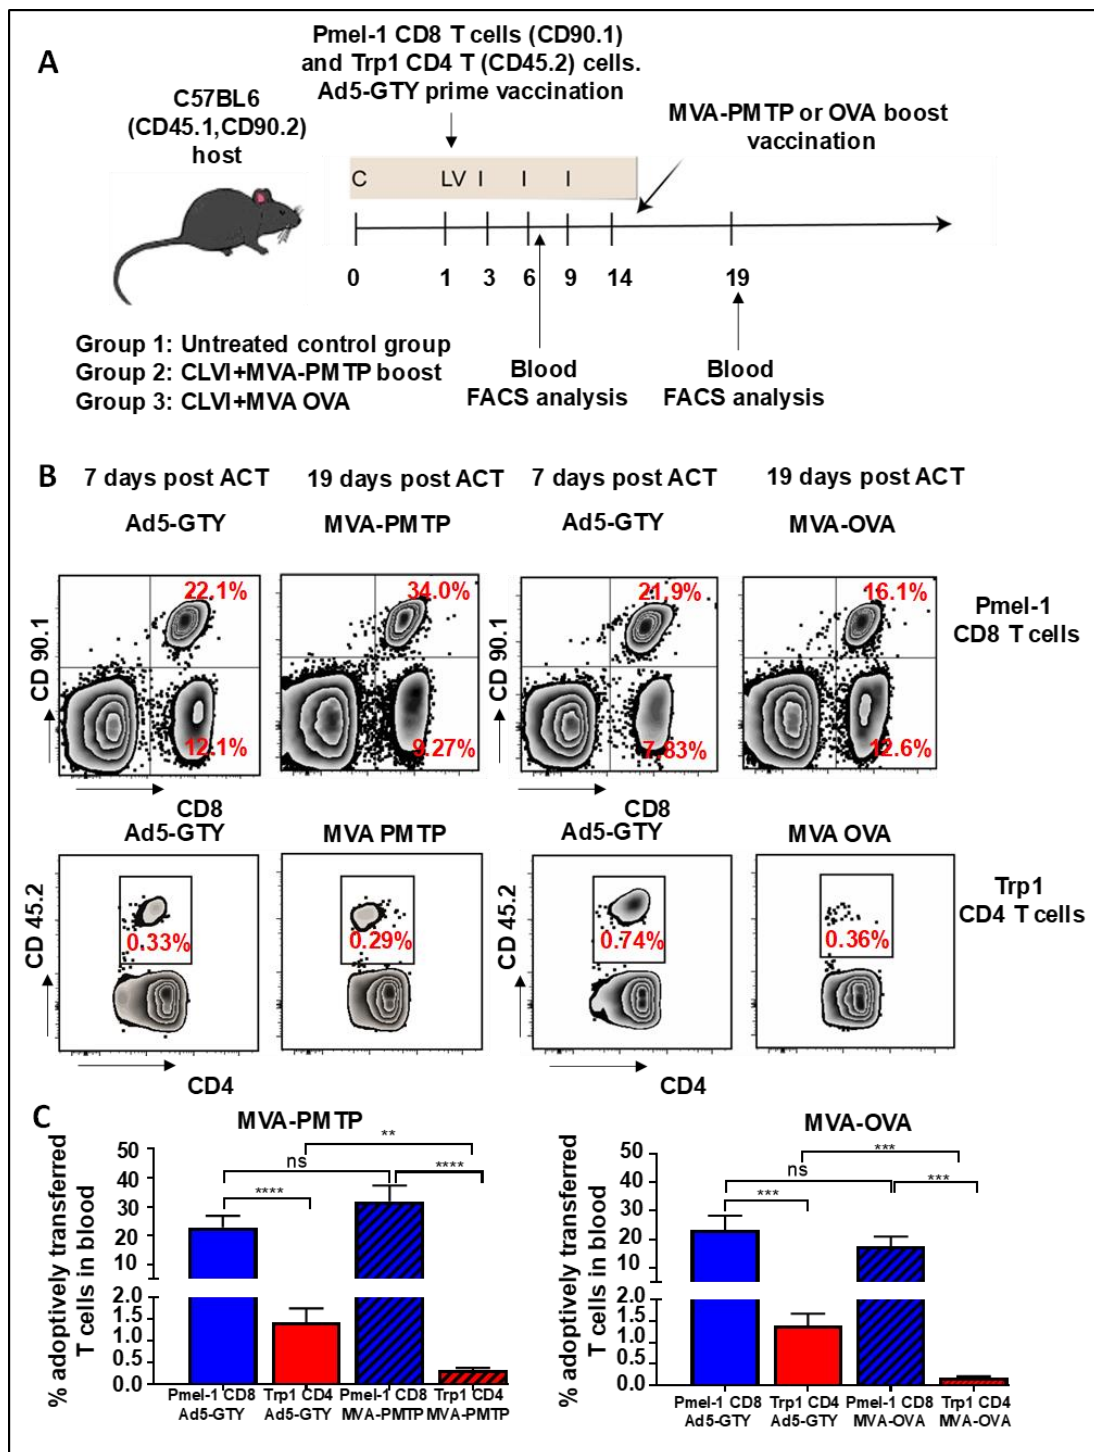 A
Pmel-1 CD8 T cells (CD90.1)
and Trp1 CD4 T (CD45.2) cells.
Ad5-GTY prime vaccination
C57BL6
(CD45.1,CD90.2)
host
MVA-PMTP or OVA boost
vaccination
C LV I I I
0 1 3 6 9 14 19
Group 1: Untreated control group
Group 2: CLVI+MVA-PMTP boost
Group 3: CLVI+MVA OVA
Blood
FACS analysis
Blood
FACS analysis
B
7 days post ACT 19 days post ACT 7 days post ACT 19 days post ACT
Ad5-GTY MVA-PMTP Ad5-GTY MVA-OVA
22.1% 34.0% 21.9% 16.1%
Pmel-1
CD8 T cells
CD 90.1
CD 90.1
12.1% 9.27% 7.83% 12.6%
CD8 CD8
Ad5-GTY MVA PMTP Ad5-GTY MVA OVA
CD 45.2
CD 45.2
0.33% 0.29% 0.74% 0.36%
Trp1
CD4 T cells
CD4 CD4
C
MVA-PMTP
% adoptively transferred
T cells in blood
50
40
30
20
10
2.0
1.5
1.0
0.5
0.0
**
ns
****
****
Pmel-1 CD8 Trp1 CD4 Pmel-1 CD8 Trp1 CD4
Ad5-GTY Ad5-GTY MVA-PMTP MVA-PMTP
MVA-OVA
% adoptively transferred
T cells in blood
50
40
30
20
10
2.0
1.5
1.0
0.5
0.0
***
ns
***
***
Pmel-1 CD8 Trp1 CD4 Pmel-1 CD8 Trp1 CD4
Ad5-GTY Ad5-GTY MVA-OVA MVA-OVA